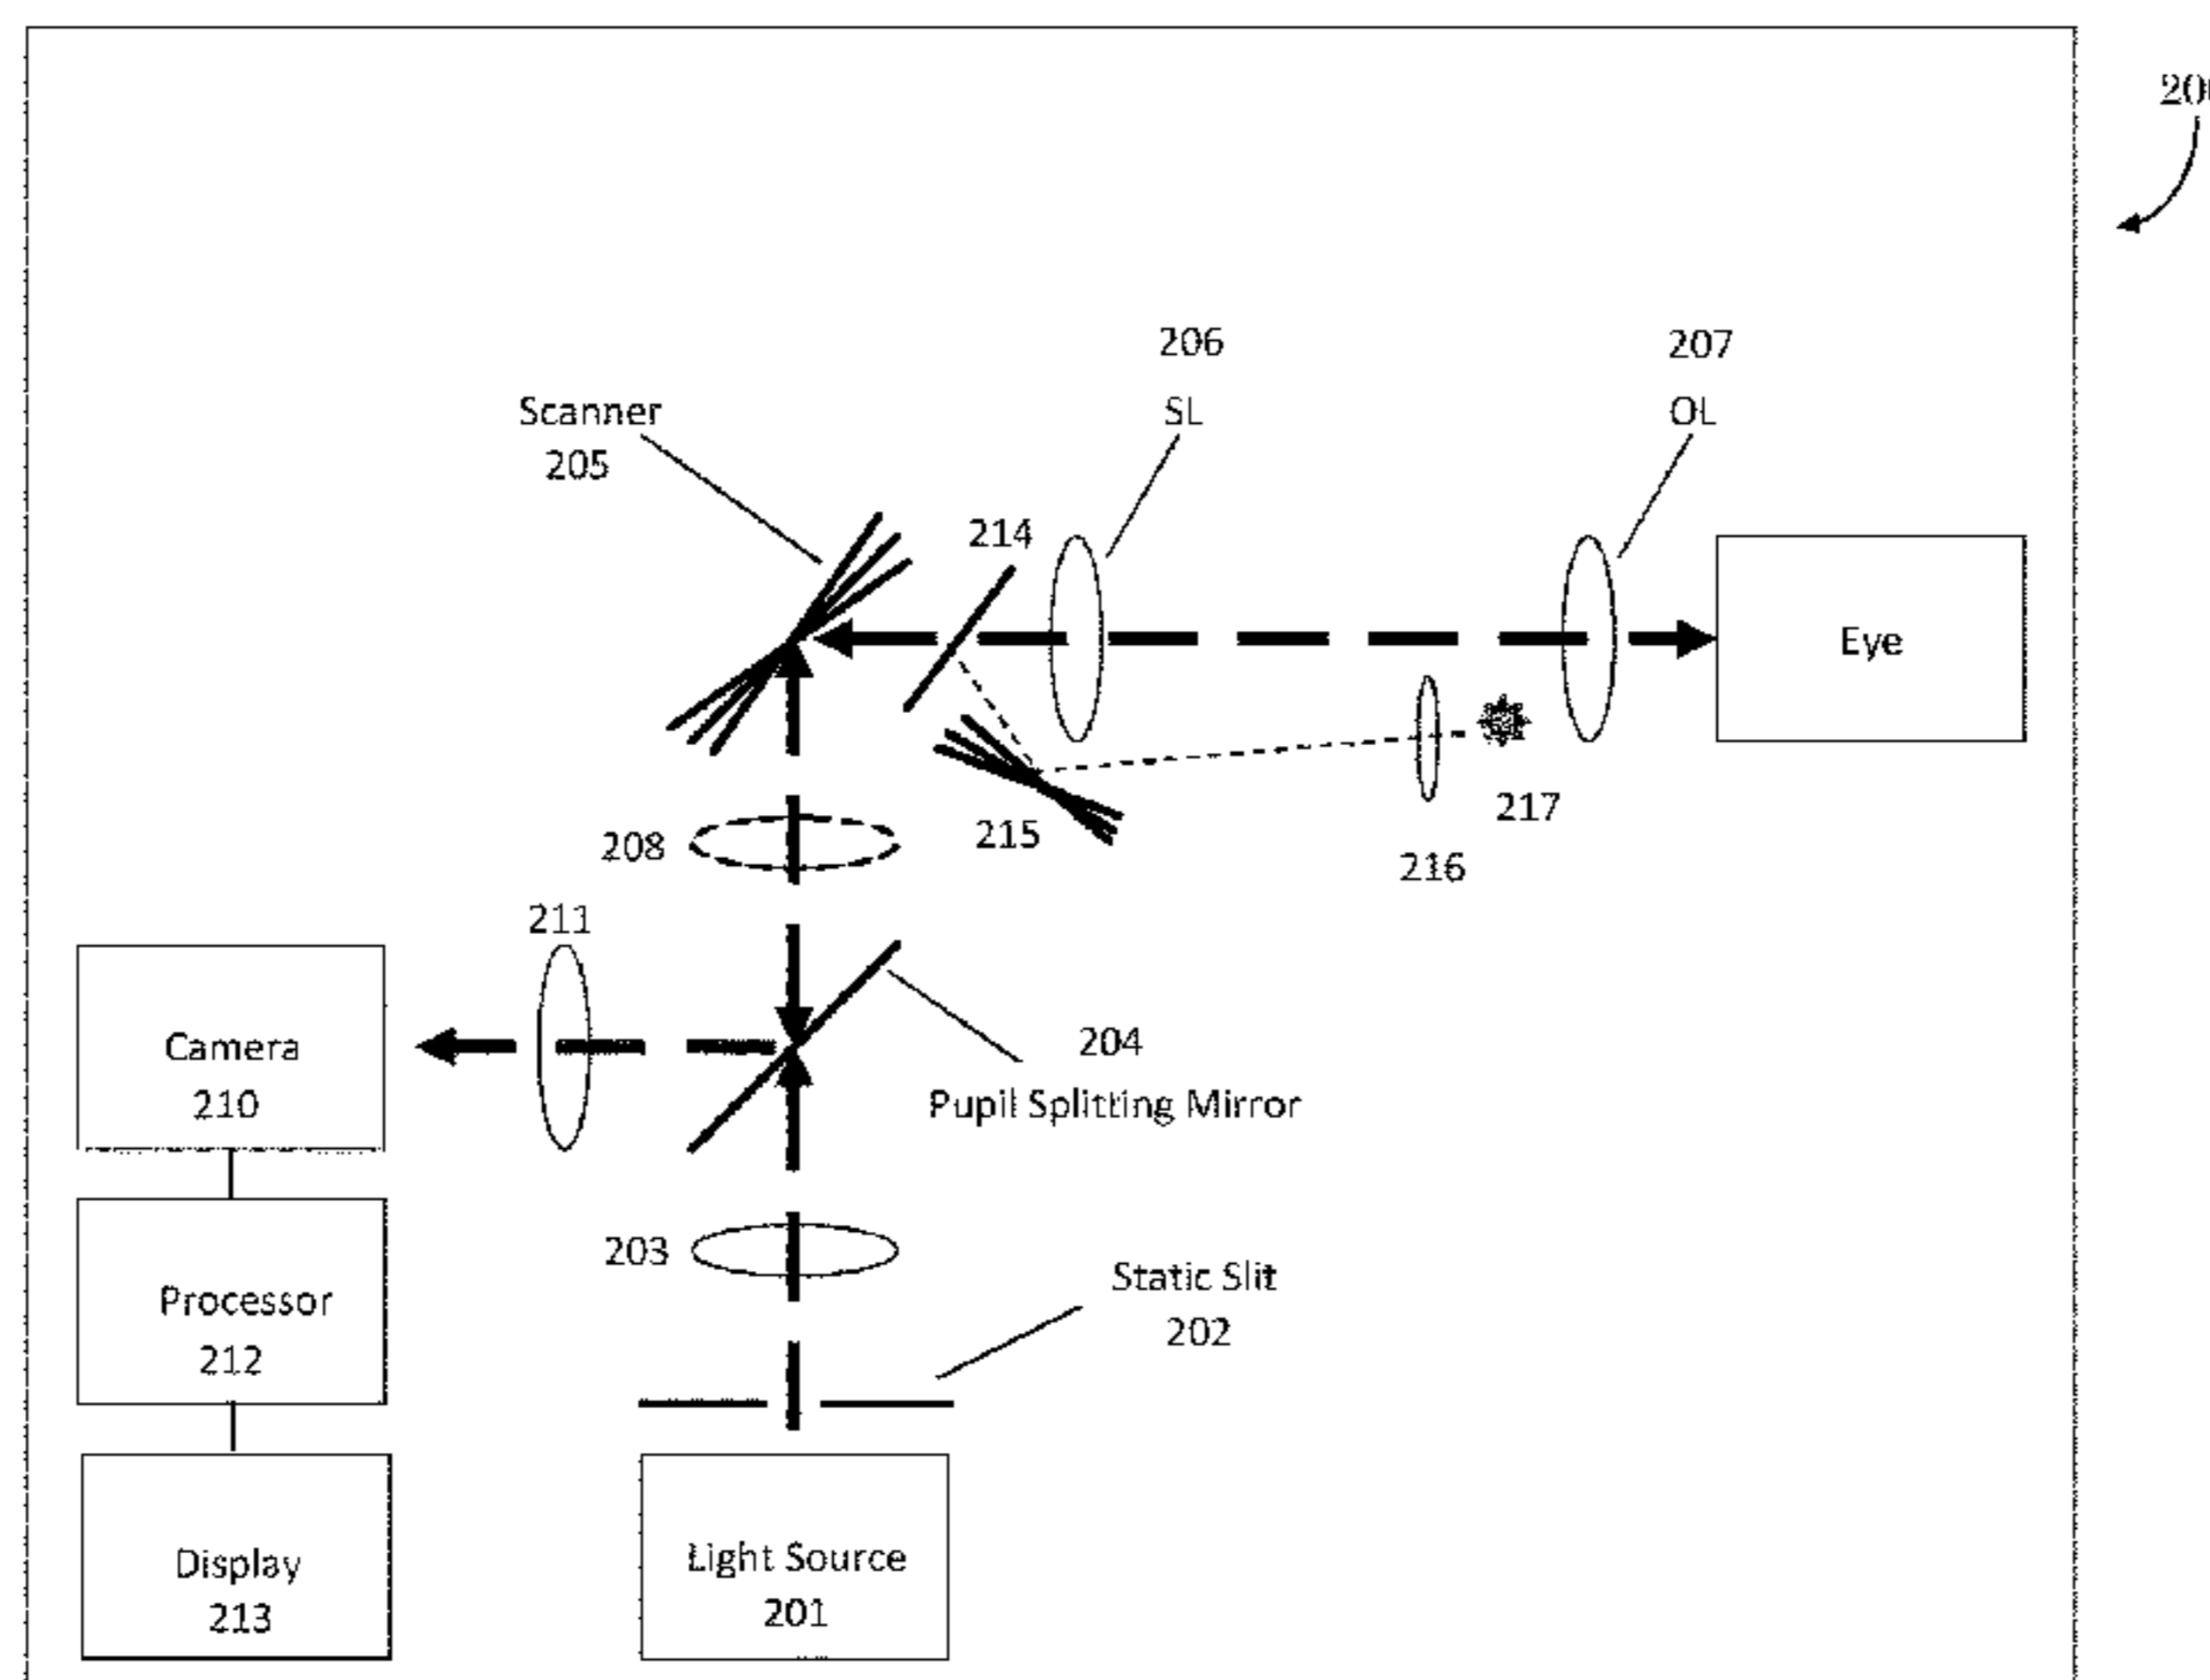 206
207
Scanner
205
SL
OL
214
Eye
208
215
217
216
211
Camera
210
204
Pupil Splitting Mirror
203
Static Slit
202
Processor
212
Display
213
Light Source
201